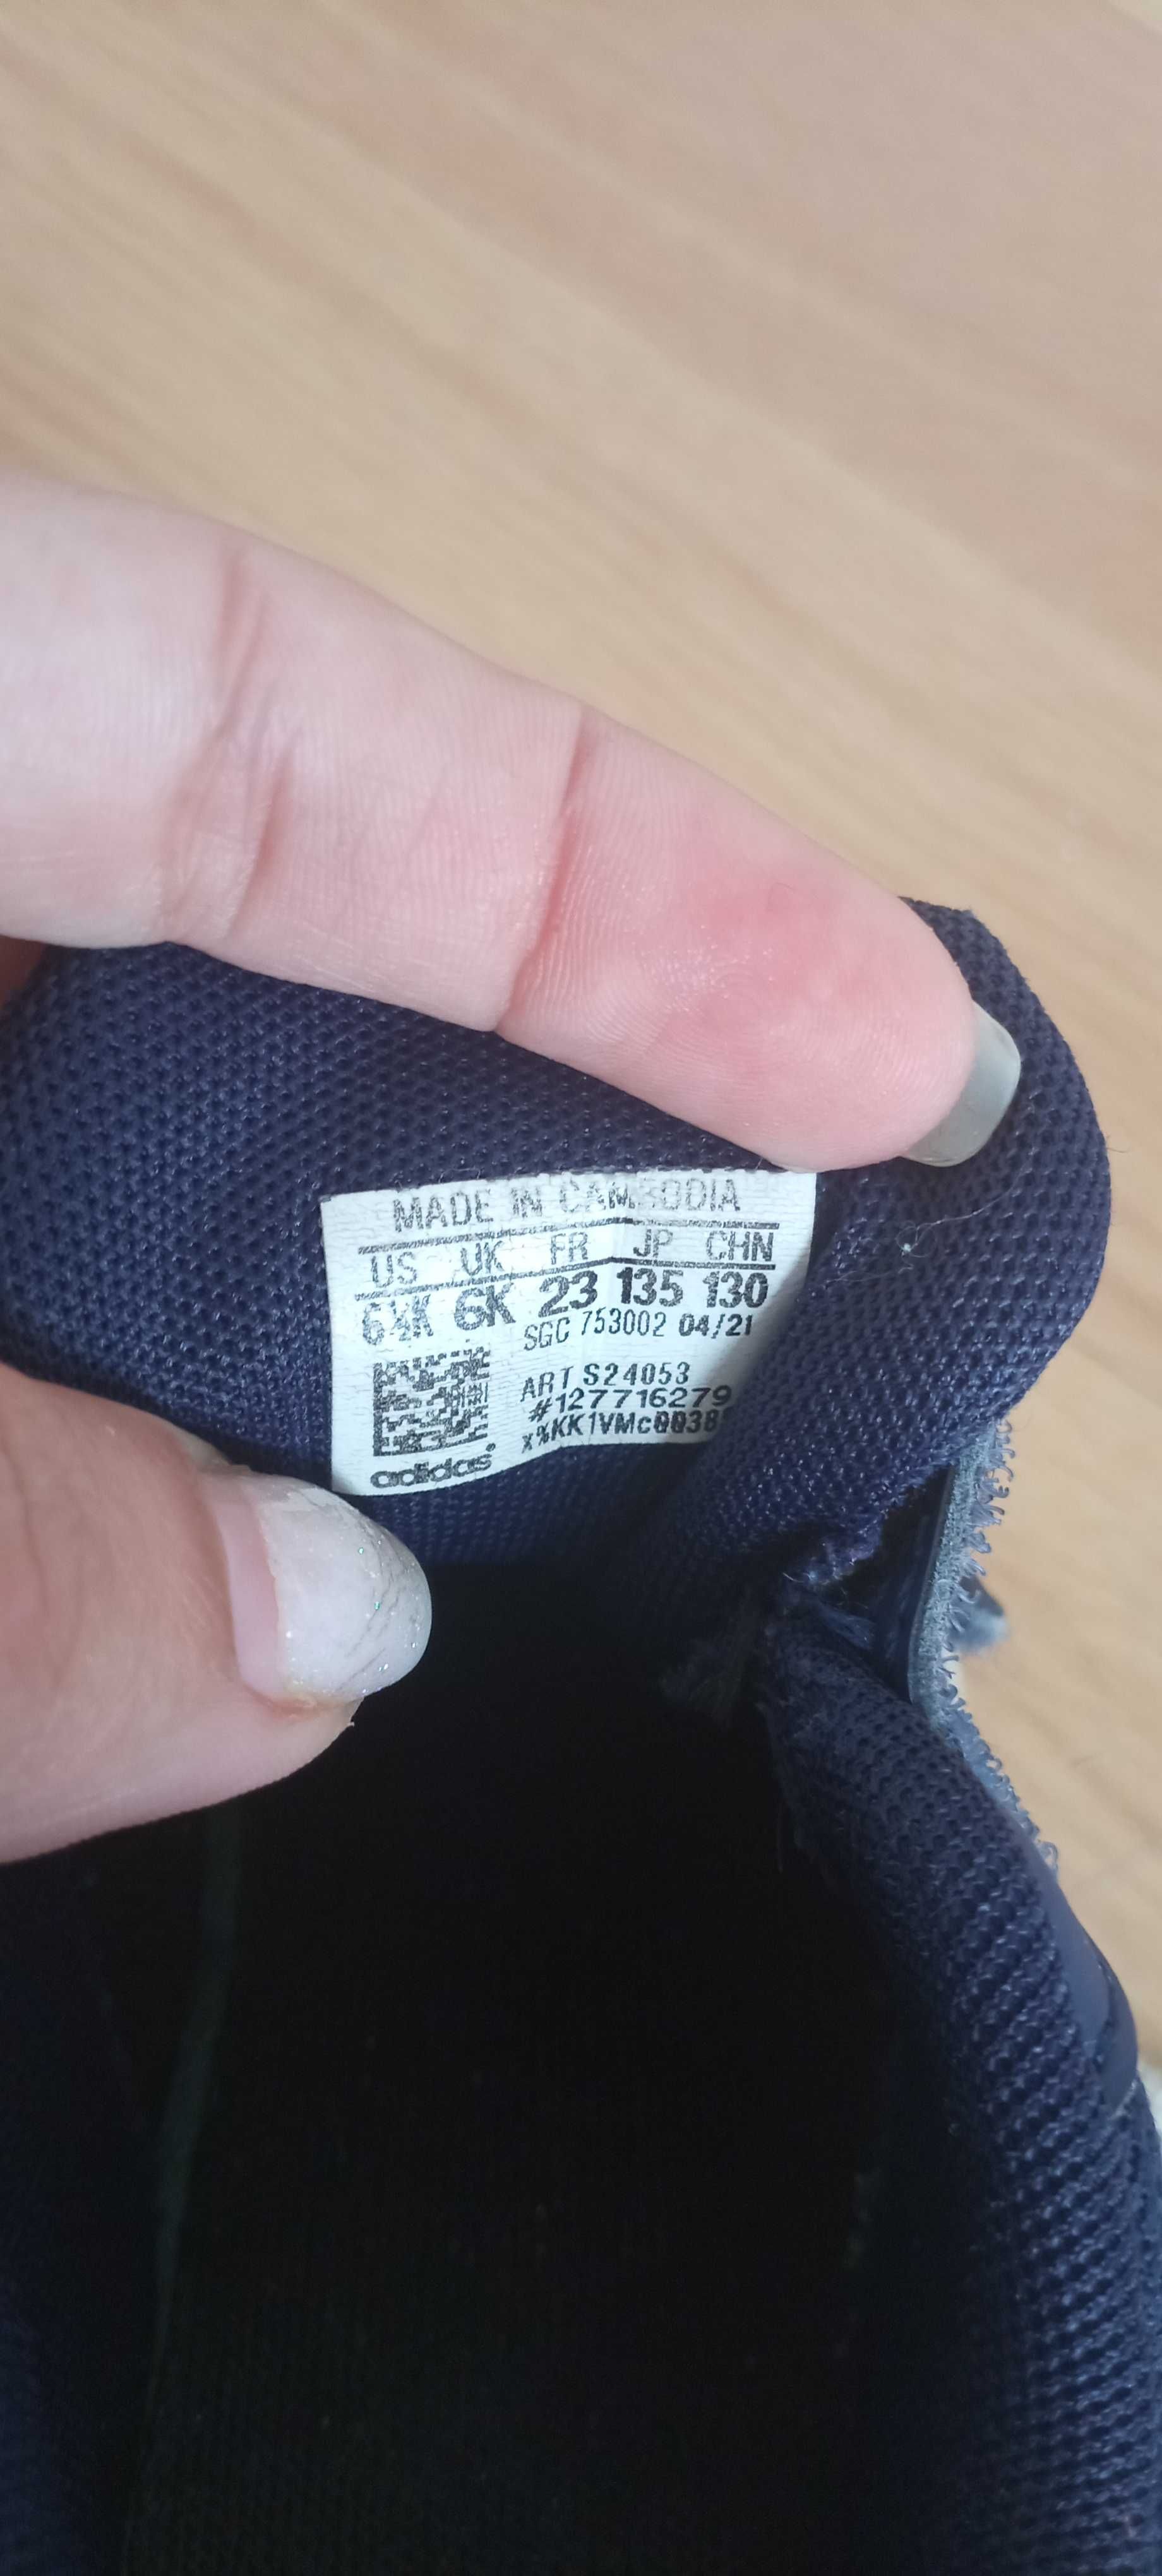 MADE IN CAMBODIA
US UK FR JP CHN
6½K 6K 23 135 130
SGC 753002 04/21
ART S24053
#127716279
adidas